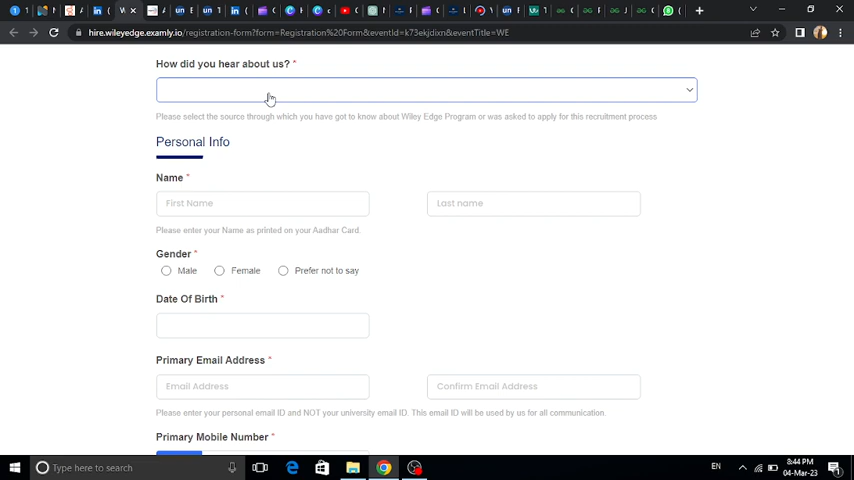 hire.wileyedge.examly.io/registration-form?form=Registration%20Form&eventId=k73ekjdixn&eventTitle=WE
How did you hear about us? *
Please select the source through which you have got to know about Wiley Edge Program or was asked to apply for this recruitment process
Personal Info
Name *
First Name
Last name
Please enter your Name as printed on your Aadhar Card.
Gender *
Male Female Prefer not to say
Date Of Birth *
Primary Email Address *
Email Address
Confirm Email Address
Please enter your personal email ID and NOT your university email ID. This email ID will be used by us for all communication.
Primary Mobile Number *
Type here to search
EN
8:44 PM
04-Mar-23